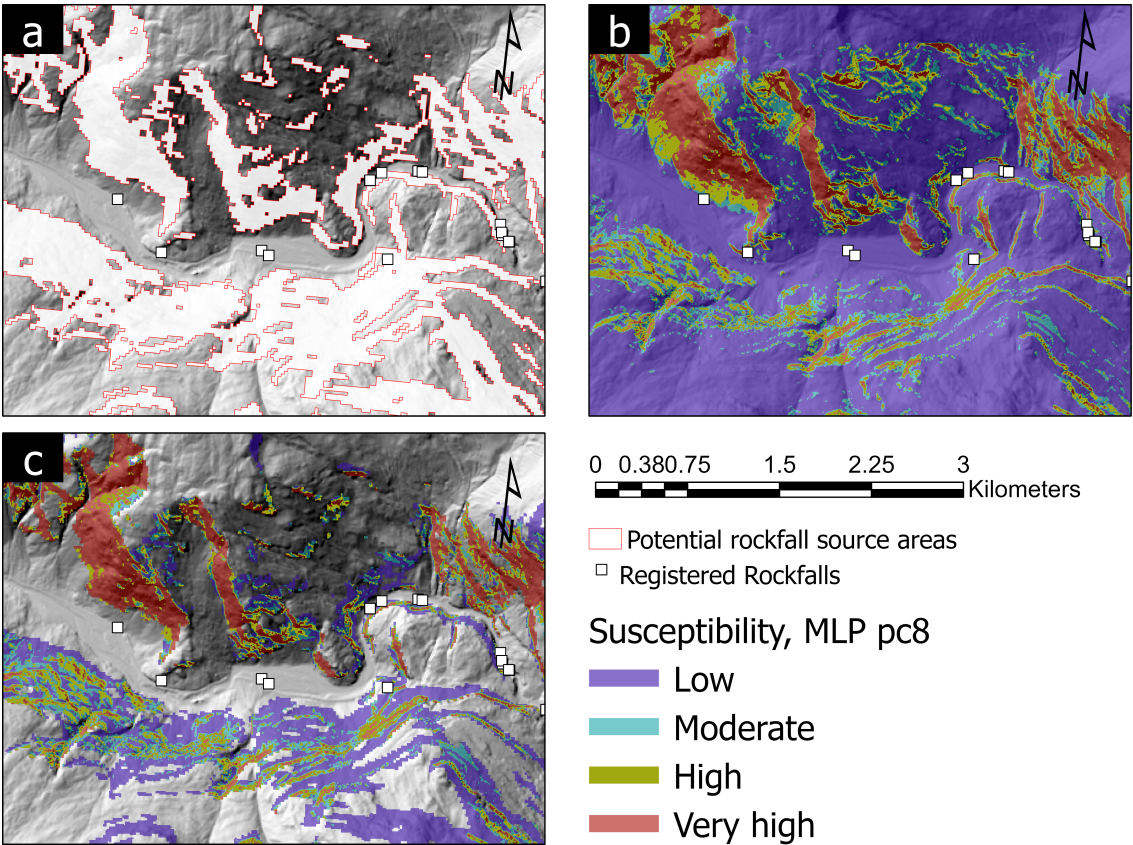 a
N
b
N
c
N
0 0.380.75 1.5 2.25 3
Kilometers
Potential rockfall source areas
Registered Rockfalls
Susceptibility, MLP pc8
Low
Moderate
High
Very high